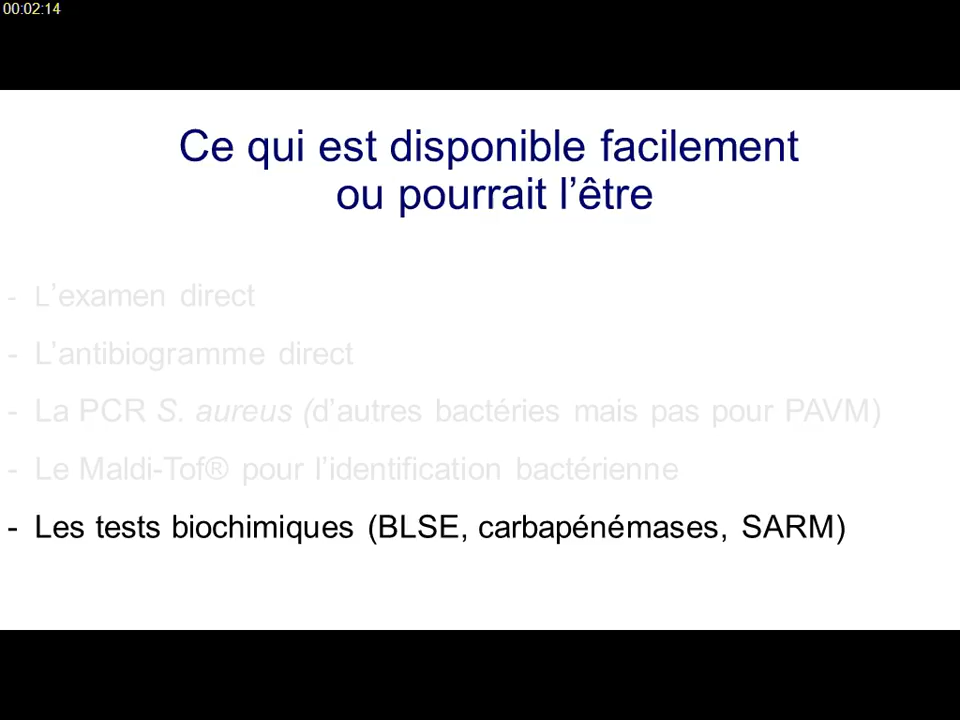 00:02:14
Ce qui est disponible facilement
ou pourrait l’être
- L’examen direct
- L’antibiogramme direct
- La PCR S. aureus (d’autres bactéries mais pas pour PAVM)
- Le Maldi-Tof® pour l’identification bactérienne
- Les tests biochimiques (BLSE, carbapénémases, SARM)